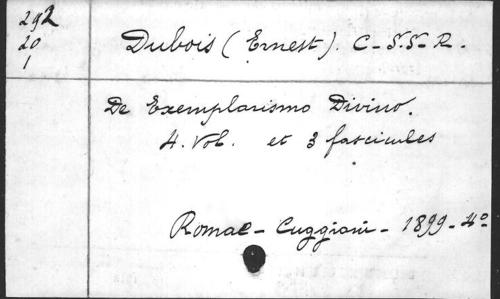 292
20
1
Dubois (Ernest). C-S.S-R.
De Exemplarismo Divino.
4. Vol. et 3 fascicules
Romae - Cuggiani - 1899 - 4°